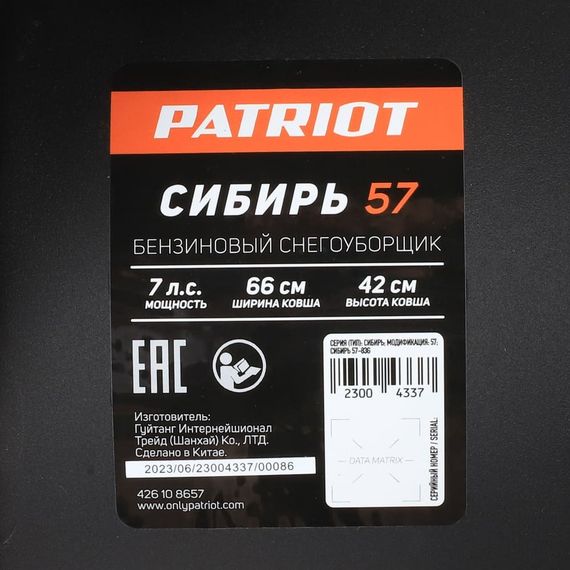 PATRIOT
СИБИРЬ 57
БЕНЗИНОВЫЙ СНЕГОУБОРЩИК
7 л.с.
МОЩНОСТЬ
66 см
ШИРИНА КОВША
42 см
ВЫСОТА КОВША
EAC
Изготовитель:
Гуйтанг Интернейшионал
Трейд (Шанхай) Ко., ЛТД.
Сделано в Китае.
2023/06/23004337/00086
426 10 8657
www.onlypatriot.com
СЕРИЯ (ТИП): СИБИРЬ; МОДИФИКАЦИЯ: 57;
СИБИРЬ 57-836
2300 4337
DATA MATRIX
СЕРИЙНЫЙ НОМЕР / SERIAL: